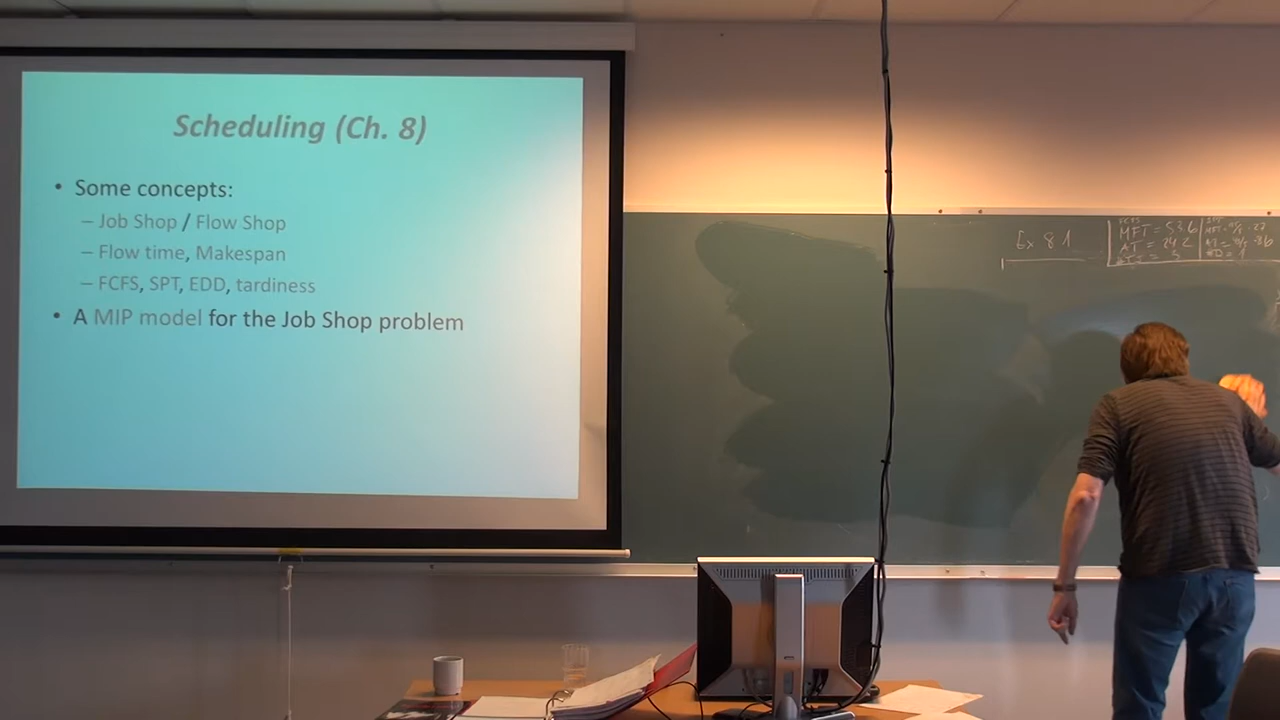 Scheduling (Ch. 8)
• Some concepts:
– Job Shop / Flow Shop
– Flow time, Makespan
– FCFS, SPT, EDD, tardiness
• A MIP model for the Job Shop problem
Ex 8.1
FCFS
MFT = 53.6
AT = 24.2